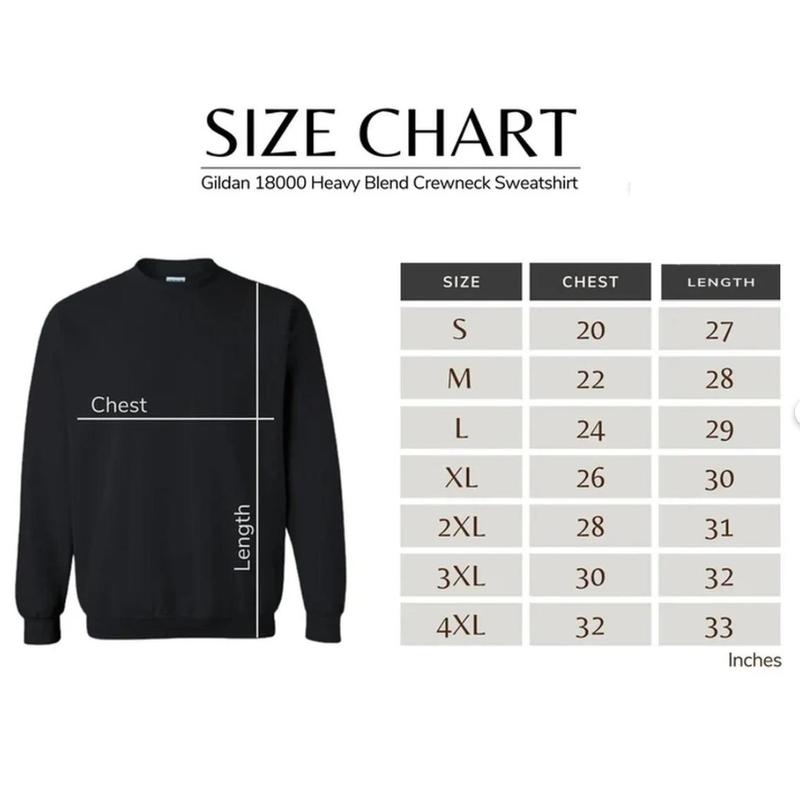 SIZE CHART
Gildan 18000 Heavy Blend Crewneck Sweatshirt
Chest
Length
SIZE CHEST LENGTH
S 20 27
M 22 28
L 24 29
XL 26 30
2XL 28 31
3XL 30 32
4XL 32 33
Inches